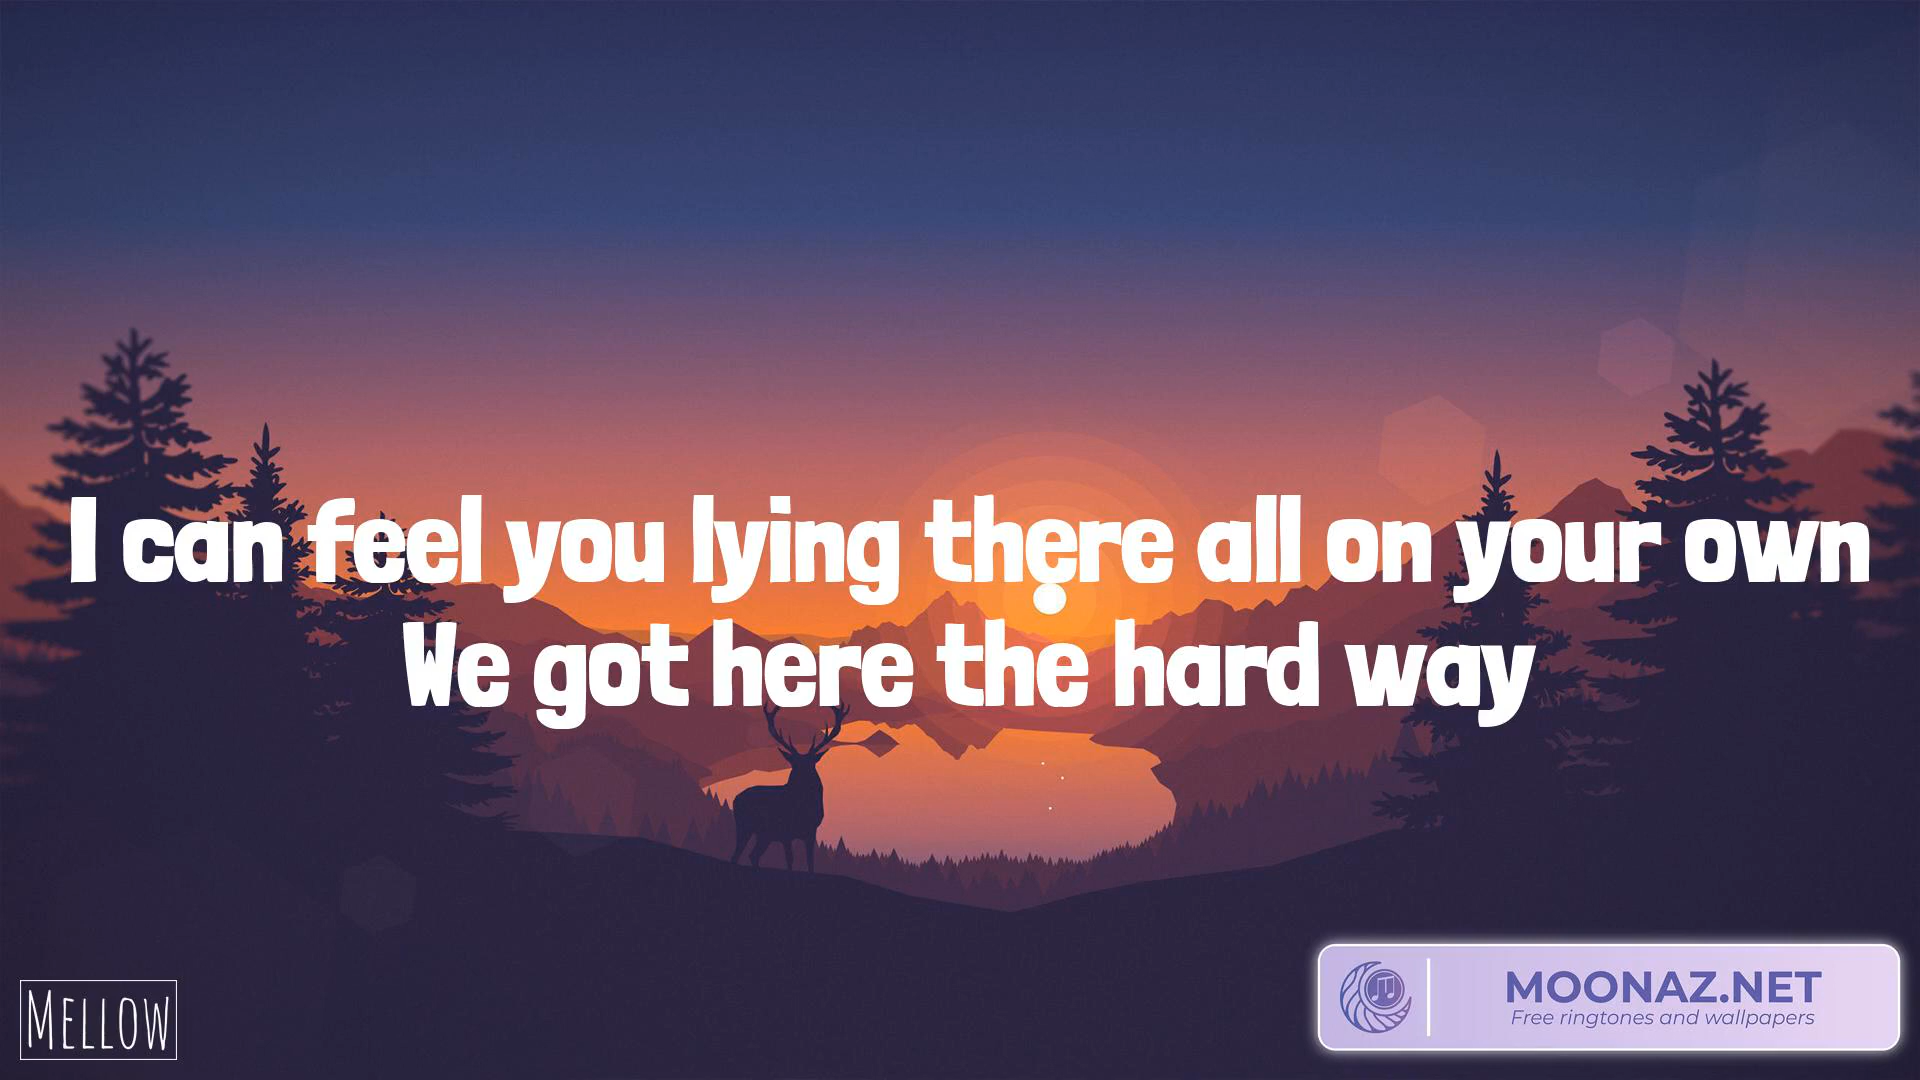 I can feel you lying there all on your own
We got here the hard way
MELLOW
MOONAZ.NET
Free ringtones and wallpapers